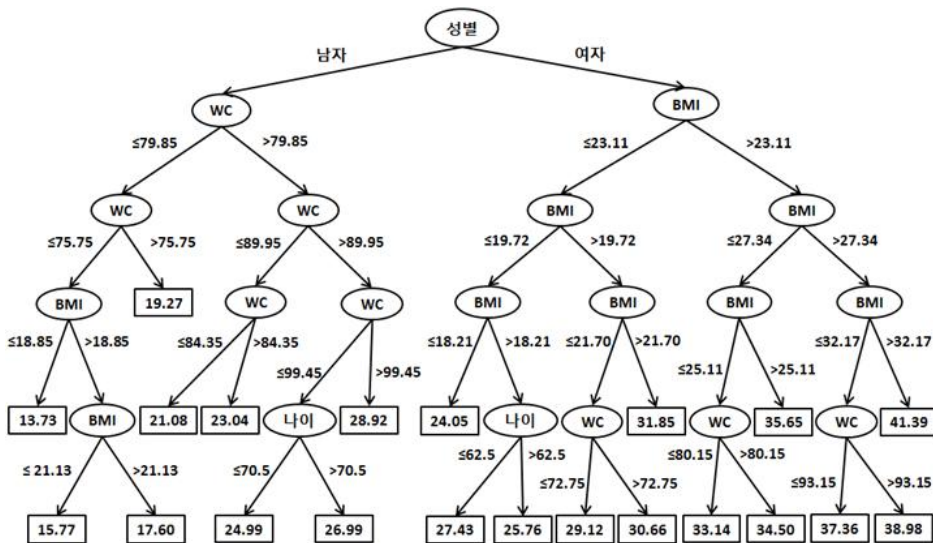 성별
남자 여자
WC BMI
≤79.85 >79.85 ≤23.11 >23.11
WC WC BMI BMI
≤75.75 >75.75 ≤89.95 >89.95 ≤19.72 >19.72 ≤27.34 >27.34
BMI 19.27 WC WC BMI BMI BMI BMI
≤18.85 >18.85 ≤84.35 >84.35 ≤99.45 >99.45 ≤18.21 >18.21 ≤21.70 >21.70 ≤25.11 >25.11 ≤32.17 >32.17
13.73 BMI 21.08 23.04 나이 28.92 24.05 나이 WC 31.85 WC 35.65 WC 41.39
≤ 21.13 >21.13 ≤70.5 >70.5 ≤62.5 >62.5 ≤72.75 >72.75 ≤80.15 >80.15 ≤93.15 >93.15
15.77 17.60 24.99 26.99 27.43 25.76 29.12 30.66 33.14 34.50 37.36 38.98